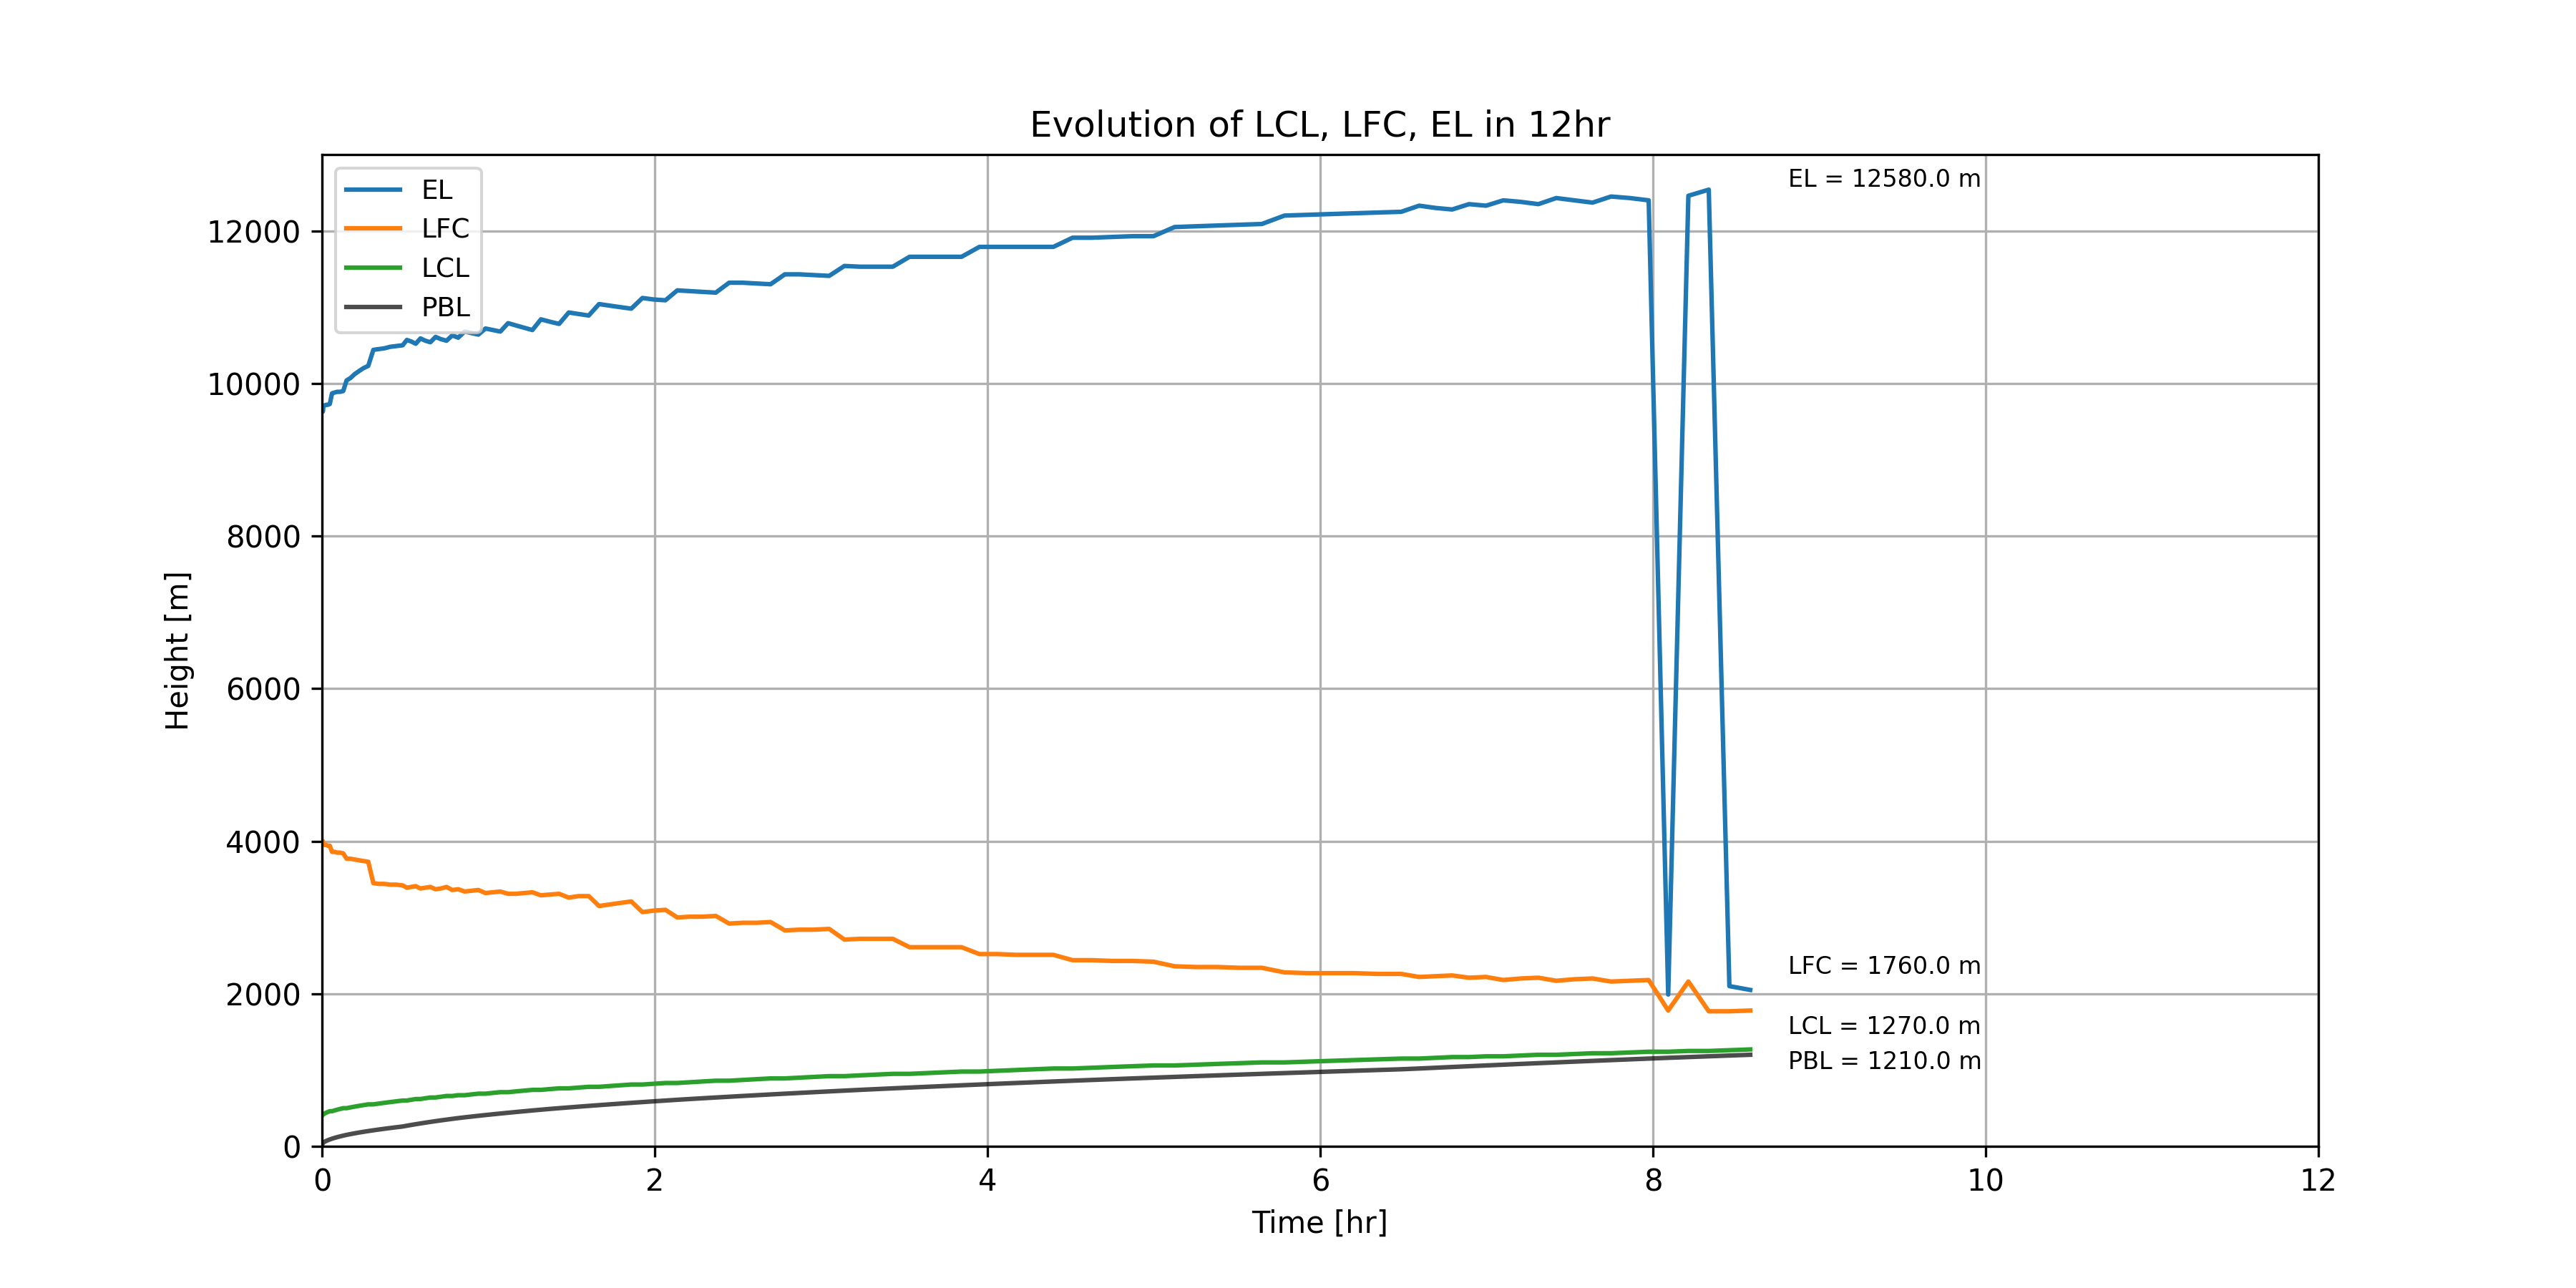 Evolution of LCL, LFC, EL in 12hr
EL
LFC
LCL
PBL
EL = 12580.0 m
LFC = 1760.0 m
LCL = 1270.0 m
PBL = 1210.0 m
Height [m]
12000
10000
8000
6000
4000
2000
0
0 2 4 6 8 10 12
Time [hr]